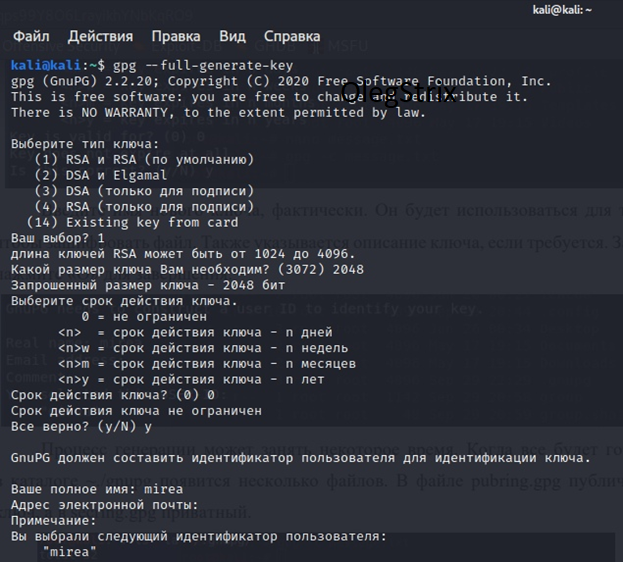 kali@kali: ~
Файл Действия Правка Вид Справка
kali@kali:~$ gpg --full-generate-key
gpg (GnuPG) 2.2.20; Copyright (C) 2020 Free Software Foundation, Inc.
This is free software: you are free to change and redistribute it.
There is NO WARRANTY, to the extent permitted by law.
OlegStrix
Выберите тип ключа:
(1) RSA и RSA (по умолчанию)
(2) DSA и Elgamal
(3) DSA (только для подписи)
(4) RSA (только для подписи)
(14) Existing key from card
Ваш выбор? 1
длина ключей RSA может быть от 1024 до 4096.
Какой размер ключа Вам необходим? (3072) 2048
Запрошенный размер ключа - 2048 бит
Выберите срок действия ключа.
0 = не ограничен
<n> = срок действия ключа - n дней
<n>w = срок действия ключа - n недель
<n>m = срок действия ключа - n месяцев
<n>y = срок действия ключа - n лет
Срок действия ключа? (0) 0
Срок действия ключа не ограничен
Все верно? (y/N) y
GnuPG должен составить идентификатор пользователя для идентификации ключа.
Ваше полное имя: mirea
Адрес электронной почты:
Примечание:
Вы выбрали следующий идентификатор пользователя:
"mirea"